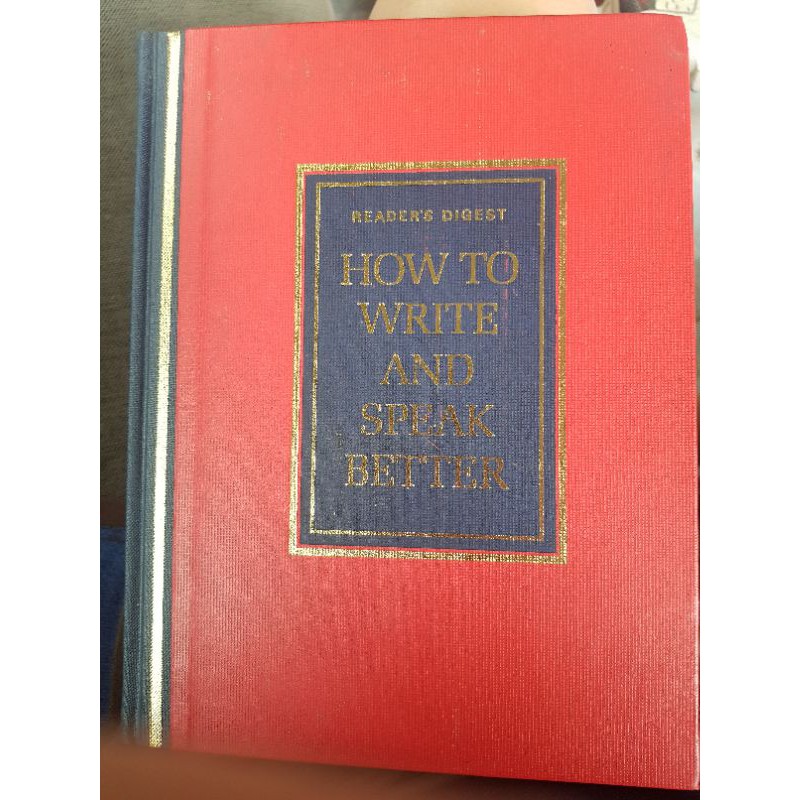 READER'S DIGEST
HOW TO
WRITE
AND
SPEAK
BETTER